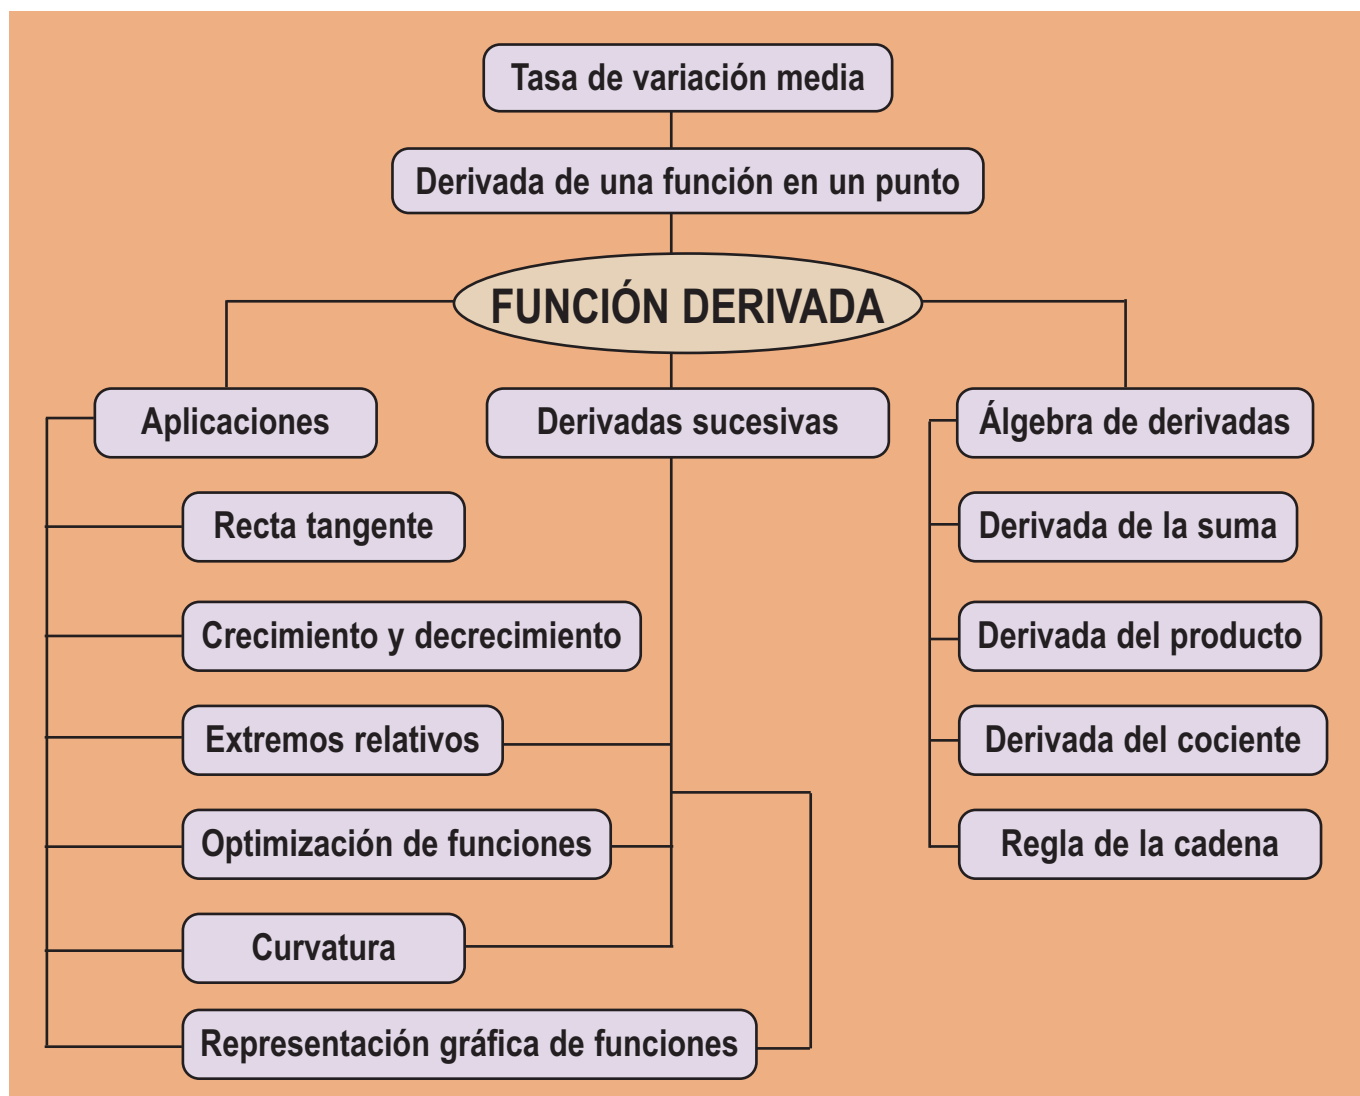 Tasa de variación media
Derivada de una función en un punto
FUNCIÓN DERIVADA
Aplicaciones
Derivadas sucesivas
Álgebra de derivadas
Recta tangente
Derivada de la suma
Crecimiento y decrecimiento
Derivada del producto
Extremos relativos
Derivada del cociente
Optimización de funciones
Regla de la cadena
Curvatura
Representación gráfica de funciones